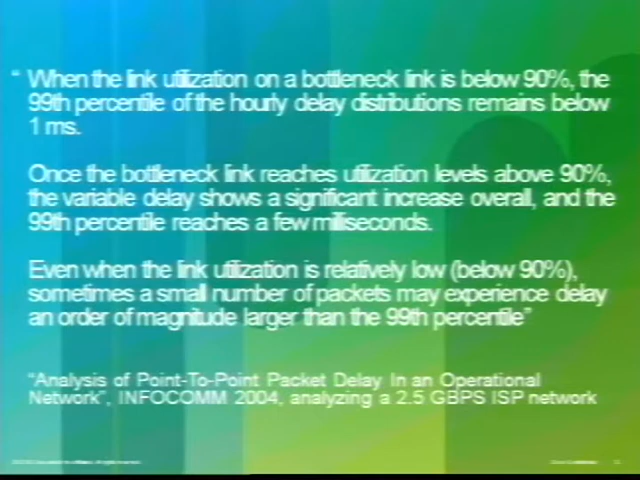 “ When the link utilization on a bottleneck link is below 90%, the
99th percentile of the hourly delay distributions remains below
1 ms.
Once the bottleneck link reaches utilization levels above 90%,
the variable delay shows a significant increase overall, and the
99th percentile reaches a few milliseconds.
Even when the link utilization is relatively low (below 90%),
sometimes a small number of packets may experience delay
an order of magnitude larger than the 99th percentile”
“Analysis of Point-To-Point Packet Delay In an Operational
Network”, INFOCOMM 2004, analyzing a 2.5 GBPS ISP network